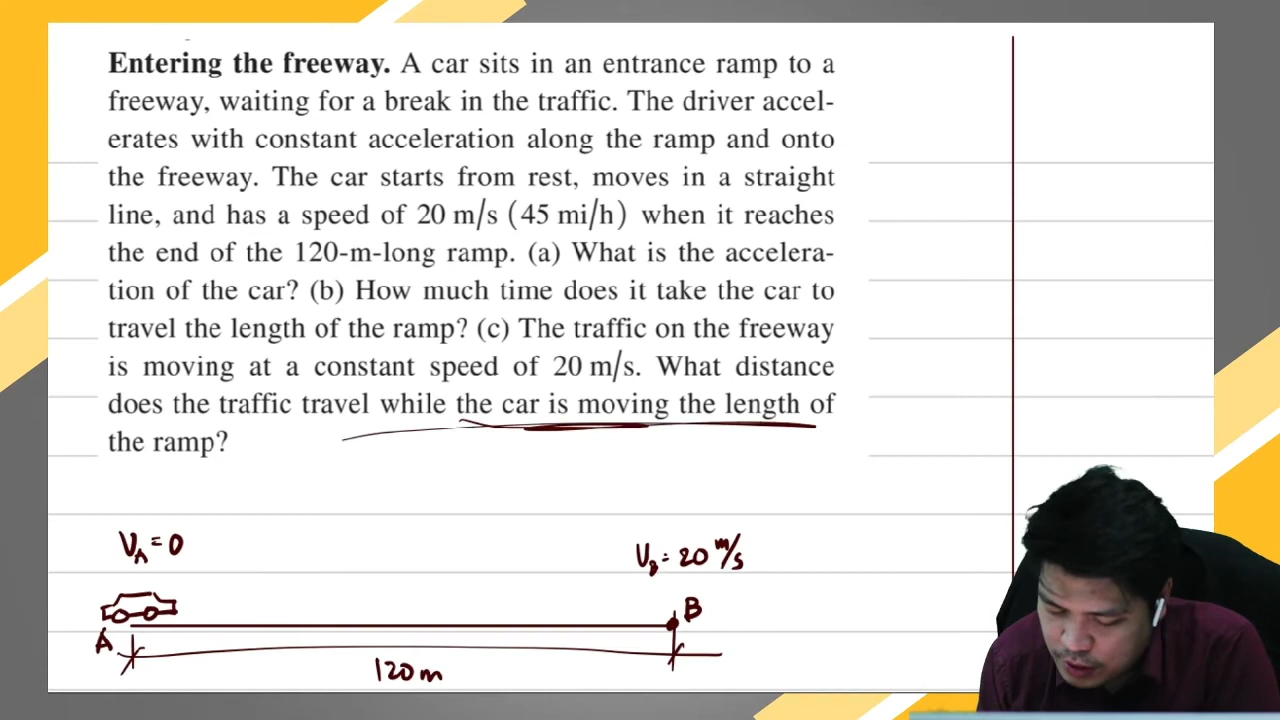 Entering the freeway. A car sits in an entrance ramp to a
freeway, waiting for a break in the traffic. The driver accel-
erates with constant acceleration along the ramp and onto
the freeway. The car starts from rest, moves in a straight
line, and has a speed of 20 m/s (45 mi/h) when it reaches
the end of the 120-m-long ramp. (a) What is the accelera-
tion of the car? (b) How much time does it take the car to
travel the length of the ramp? (c) The traffic on the freeway
is moving at a constant speed of 20 m/s. What distance
does the traffic travel while the car is moving the length of
the ramp?
V_A = 0
V_B = 20 m/s
B
A
120m